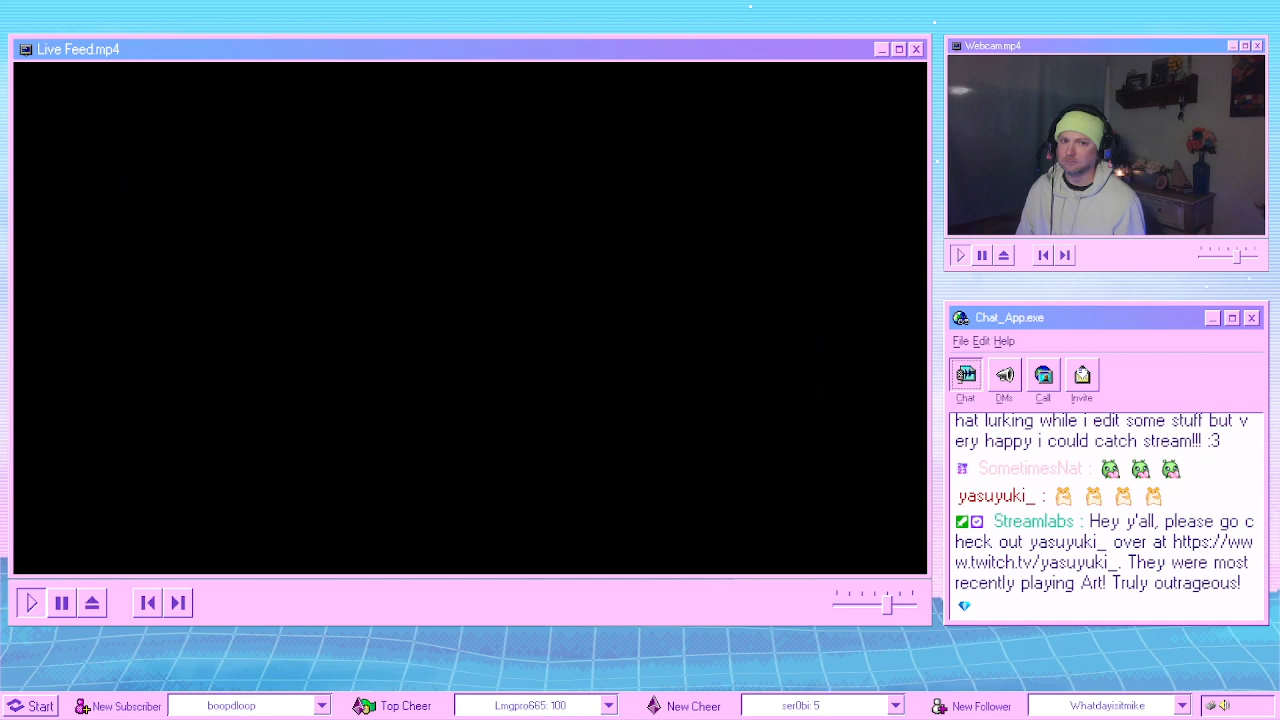 Live Feed.mp4
Webcam.mp4
Chat_App.exe
File Edit Help
Chat DMs Call Invite
hat lurking while i edit some stuff but v
ery happy i could catch stream!!! :3
SometimesNat :
yasuyuki_ :
Streamlabs : Hey y'all, please go c
heck out yasuyuki_ over at https://ww
w.twitch.tv/yasuyuki_. They were most
recently playing Art! Truly outrageous!
Start New Subscriber boopdloop Top Cheer Lmgpro665: 100 New Cheer ser0bi: 5 New Follower Whatdayisitmike